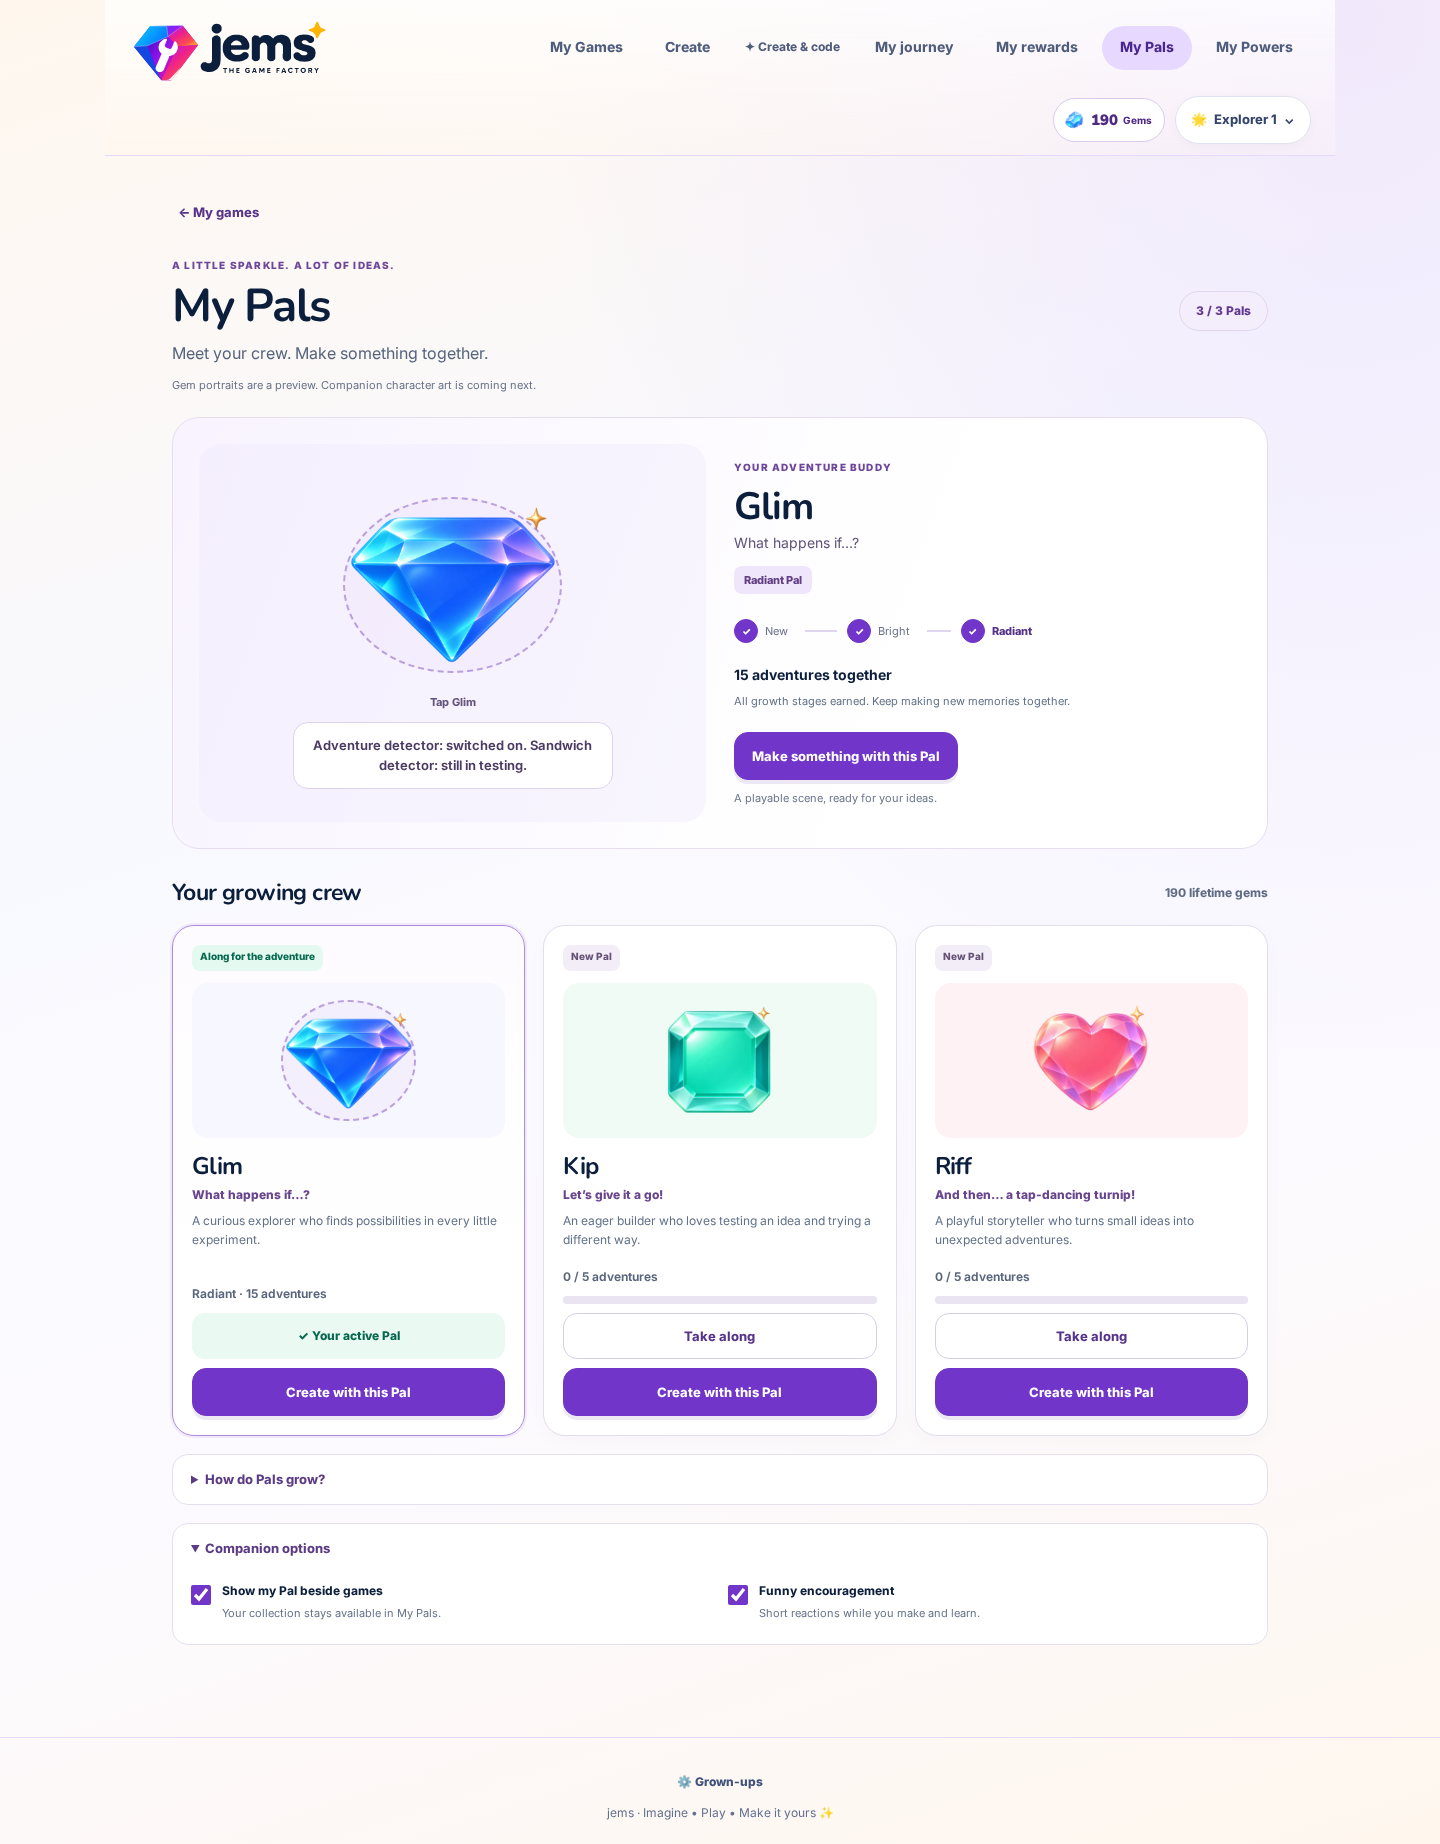 jems
THE GAME FACTORY
My Games
Create
✦ Create & code
My journey
My rewards
My Pals
My Powers
190 Gems
Explorer 1
← My games
A LITTLE SPARKLE. A LOT OF IDEAS.
My Pals
3 / 3 Pals
Meet your crew. Make something together.
Gem portraits are a preview. Companion character art is coming next.
Tap Glim
Adventure detector: switched on. Sandwich
detector: still in testing.
YOUR ADVENTURE BUDDY
Glim
What happens if…?
Radiant Pal
✓ New
✓ Bright
✓ Radiant
15 adventures together
All growth stages earned. Keep making new memories together.
Make something with this Pal
A playable scene, ready for your ideas.
Your growing crew
190 lifetime gems
Along for the adventure
Glim
What happens if…?
A curious explorer who finds possibilities in every little
experiment.
Radiant · 15 adventures
✓ Your active Pal
Create with this Pal
New Pal
Kip
Let’s give it a go!
An eager builder who loves testing an idea and trying a
different way.
0 / 5 adventures
Take along
Create with this Pal
New Pal
Riff
And then… a tap-dancing turnip!
A playful storyteller who turns small ideas into
unexpected adventures.
0 / 5 adventures
Take along
Create with this Pal
How do Pals grow?
Companion options
Show my Pal beside games
Your collection stays available in My Pals.
Funny encouragement
Short reactions while you make and learn.
⚙️ Grown-ups
jems · Imagine • Play • Make it yours ✨